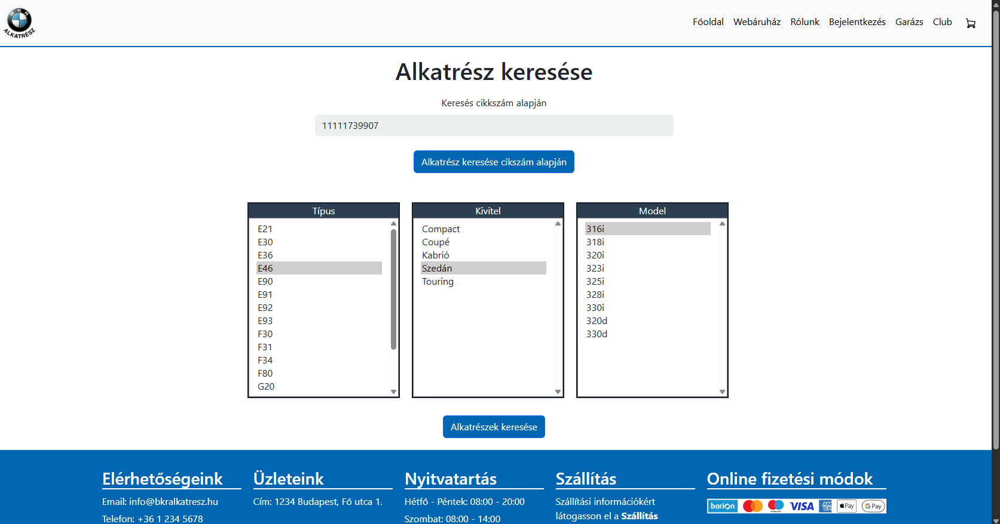 BKR
ALKATRÉSZ
Főoldal Webáruház Rólunk Bejelentkezés Garázs Club
Alkatrész keresése
Keresés cikkszám alapján
11111739907
Alkatrész keresése cikszám alapján
Típus
E21
E30
E36
E46
E90
E91
E92
E93
F30
F31
F34
F80
G20
Kivitel
Compact
Coupé
Kabrió
Szedán
Touring
Model
316i
318i
320i
323i
325i
328i
330i
320d
330d
Alkatrészek keresése
Elérhetőségeink
Email: info@bkralkatresz.hu
Telefon: +36 1 234 5678
Üzleteink
Cím: 1234 Budapest, Fő utca 1.
Nyitvatartás
Hétfő - Péntek: 08:00 - 20:00
Szombat: 08:00 - 14:00
Szállítás
Szállítási információkért
látogasson el a Szállítás
Online fizetési módok
barion maestro VISA AM EX Pay G Pay